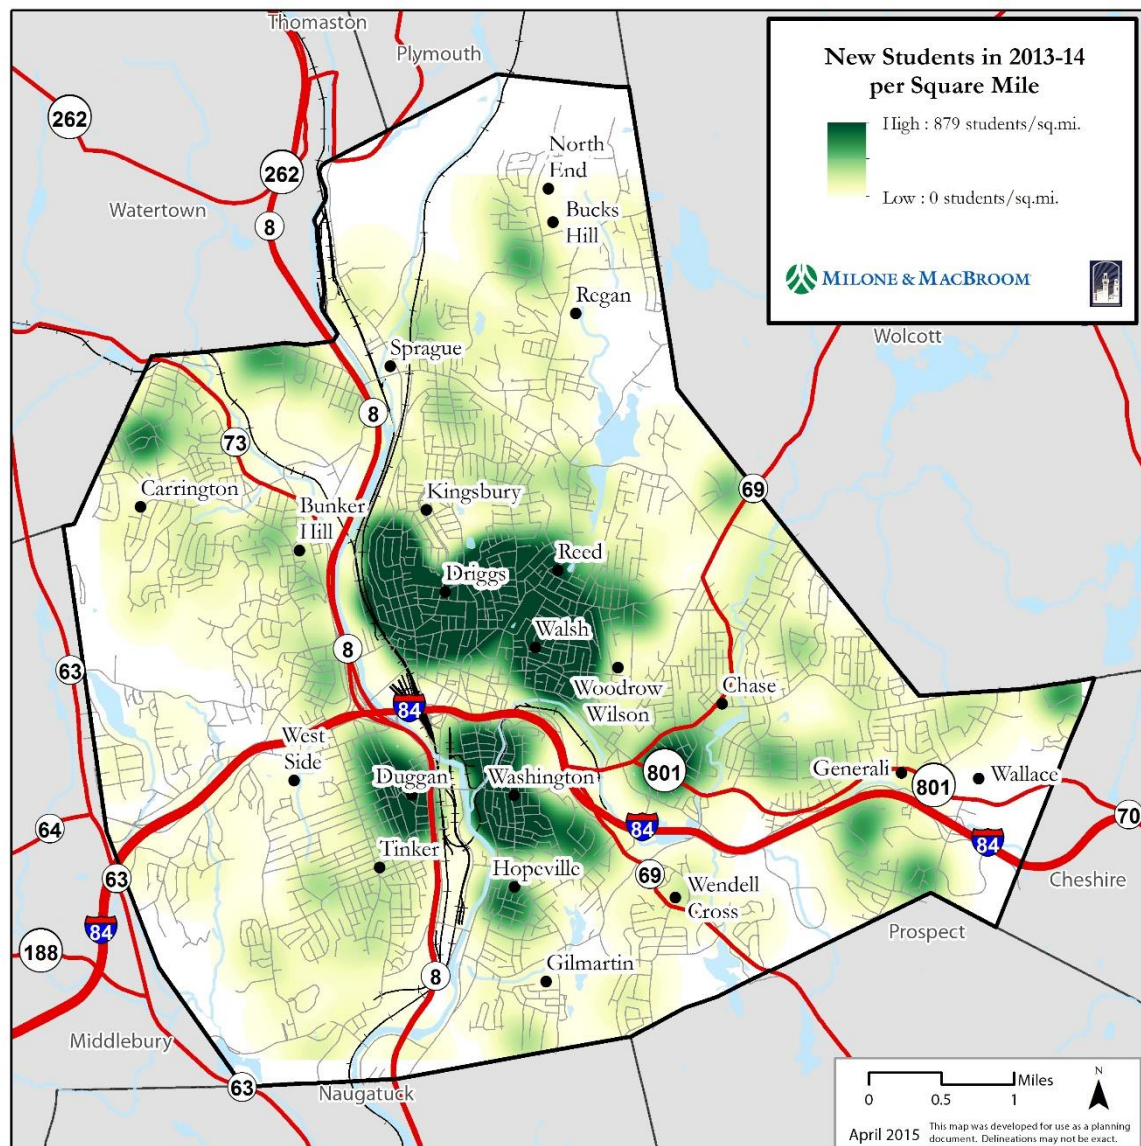 Thomaston
Plymouth
New Students in 2013-14
per Square Mile
High : 879 students/sq.mi.
Low : 0 students/sq.mi.
MILONE & MACBROOM
262
262
North
End
Watertown
8
Bucks
Hill
Regan
Wolcott
Sprague
8
73
Carrington
Kingsbury
69
Bunker
Hill
Reed
Driggs
Walsh
8
63
Woodrow
Wilson
Chase
84
West
Side
Duggan
Washington
801
Generali
801
Wallace
64
84
70
84
Tinker
63
Hopeville
69
Wendell
Cross
Cheshire
84
Prospect
188
8
Gilmartin
Middlebury
63
Naugatuck
0 0.5 1 Miles
N
April 2015
This map was developed for use as a planning
document. Delineations may not be exact.